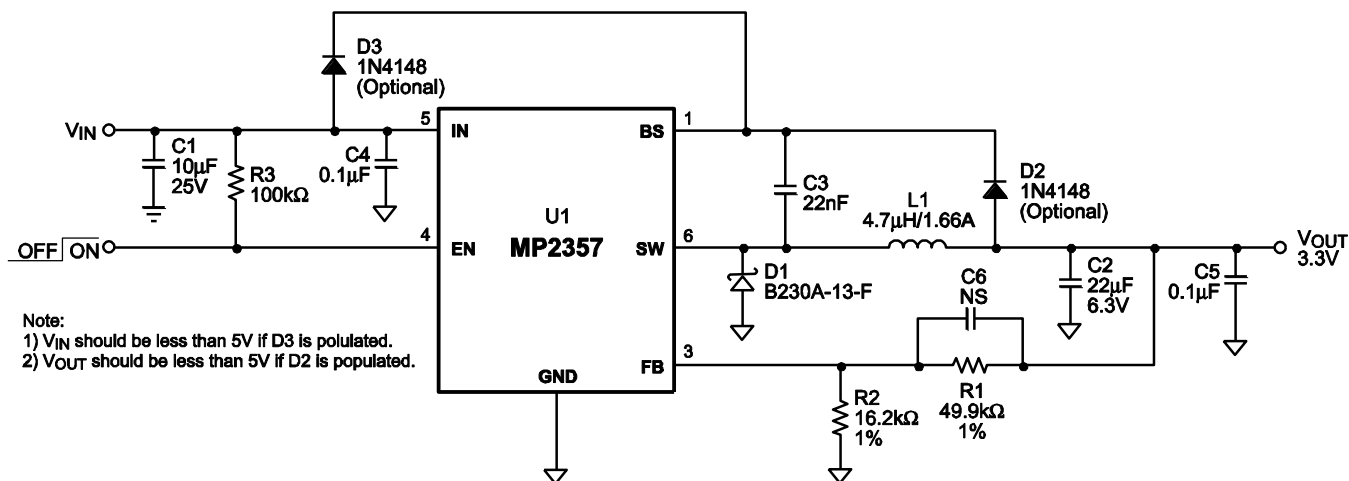 D3
1N4148
(Optional)
VIN
5
IN
BS
1
C1
10µF
25V
R3
100kΩ
C4
0.1µF
C3
22nF
D2
1N4148
(Optional)
U1
MP2357
L1
4.7µH/1.66A
OFF ON
4
EN
SW
6
VOUT
3.3V
D1
B230A-13-F
C6
NS
C2
22µF
6.3V
C5
0.1µF
Note:
1) VIN should be less than 5V if D3 is polulated.
2) VOUT should be less than 5V if D2 is populated.
FB
3
GND
R2
16.2kΩ
1%
R1
49.9kΩ
1%